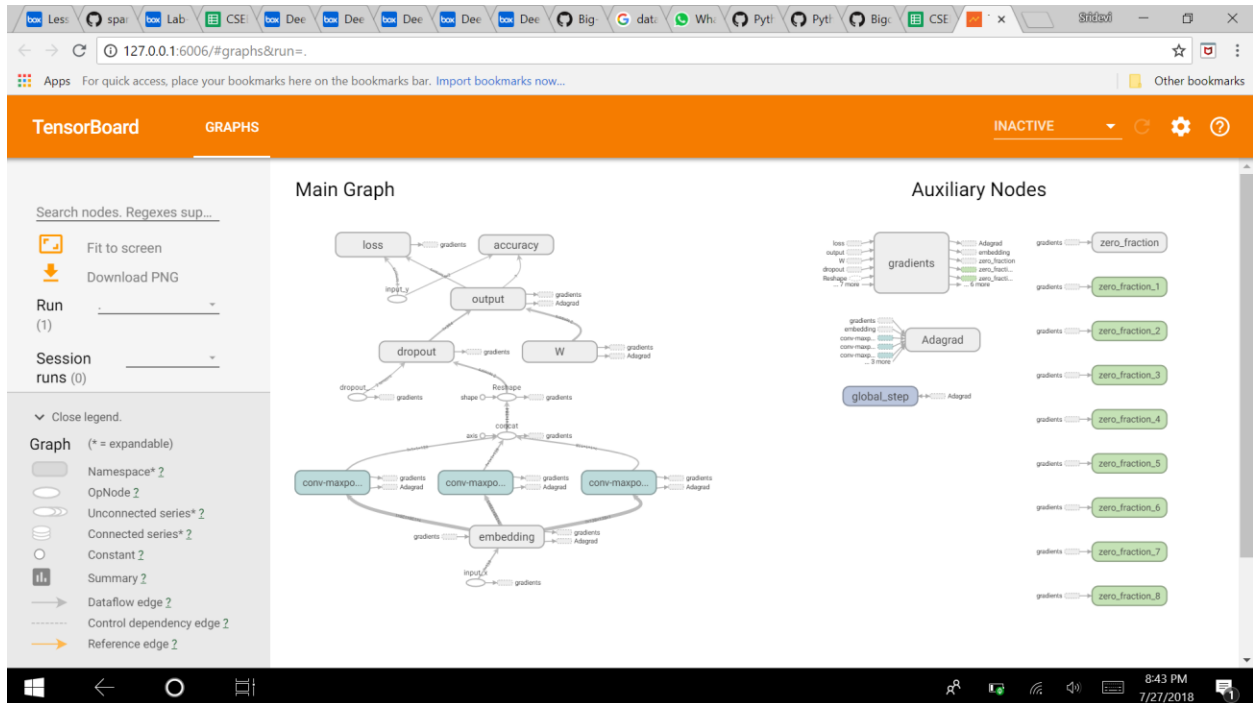 Less
spar
Lab
CSE
Dee
Dee
Dee
Dee
Dee
Big-
data
Wha
Pyth
Pyth
Bigd
CSE
Sridevi
127.0.0.1:6006/#graphs&run=.
Apps For quick access, place your bookmarks here on the bookmarks bar. Import bookmarks now... Other bookmarks
TensorBoard GRAPHS INACTIVE
Main Graph
Search nodes. Regexes sup...
Fit to screen
Download PNG
Run .
(1)
Session
runs (0)
Close legend.
Graph (* = expandable)
Namespace* ?
OpNode ?
Unconnected series* ?
Connected series* ?
Constant ?
Summary ?
Dataflow edge ?
Control dependency edge ?
Reference edge ?
loss gradients accuracy
input_y
output gradients
Adagrad
dropout gradients W gradients
Adagrad
dropout_ gradients
Reshape
shape gradients
concat
axis gradients
conv-maxpo... gradients
Adagrad
conv-maxpo... gradients
Adagrad
conv-maxpo... gradients
Adagrad
gradients embedding gradients
Adagrad
input_x
gradients
Auxiliary Nodes
loss
output
W
dropout
Reshape
... 7 more
gradients
Adagrad
embedding
zero_fraction
zero_fracti...
zero_fracti...
... 6 more
gradients
embedding
conv-maxp...
conv-maxp...
conv-maxp...
... 3 more
Adagrad
global_step Adagrad
gradients zero_fraction
gradients zero_fraction_1
gradients zero_fraction_2
gradients zero_fraction_3
gradients zero_fraction_4
gradients zero_fraction_5
gradients zero_fraction_6
gradients zero_fraction_7
gradients zero_fraction_8
8:43 PM
7/27/2018
1